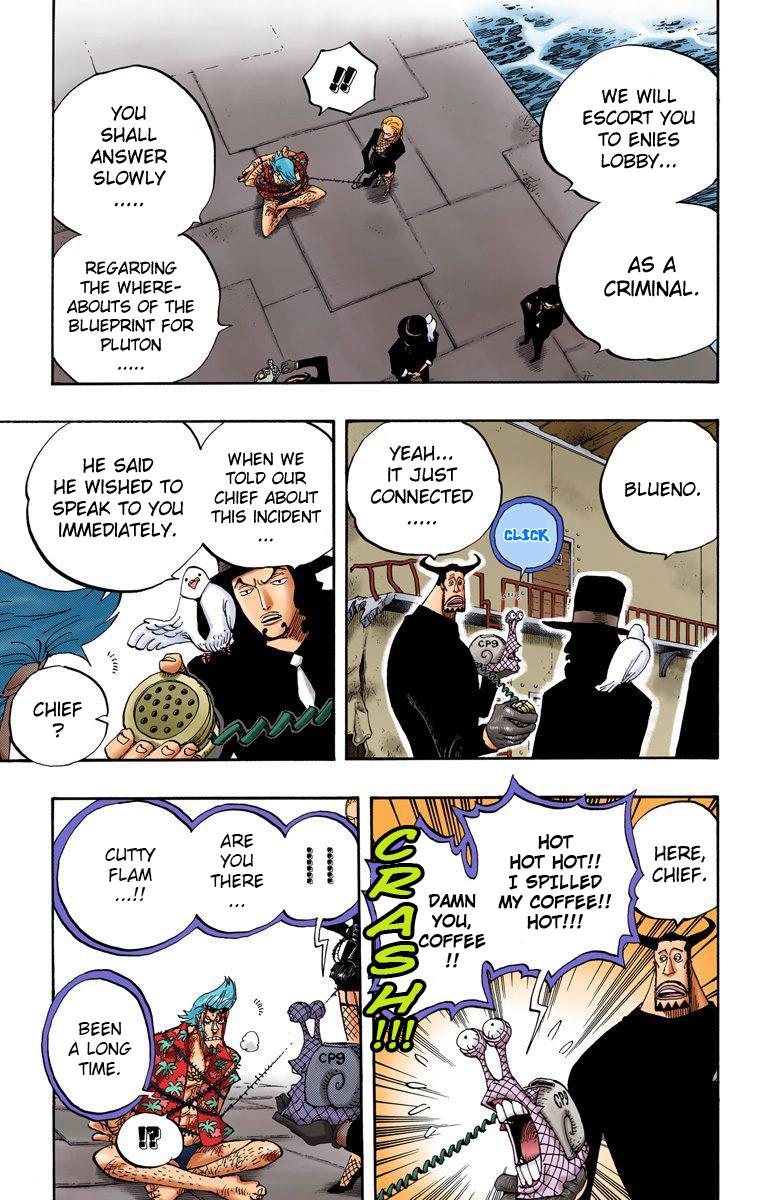 WE WILL
ESCORT YOU
TO ENIES
LOBBY...
AS A
CRIMINAL.
!!
YOU
SHALL
ANSWER
SLOWLY
.....
REGARDING
THE WHERE-
ABOUTS OF THE
BLUEPRINT FOR
PLUTON
.....
BLUENO.
YEAH...
IT JUST
CONNECTED
.....
CLICK
CP9
WHEN WE
TOLD OUR
CHIEF ABOUT
THIS INCIDENT
...
HE SAID
HE WISHED TO
SPEAK TO YOU
IMMEDIATELY.
CHIEF
?
HERE,
CHIEF.
HOT
HOT HOT!!
I SPILLED
MY COFFEE!!
HOT!!!
DAMN
YOU,
COFFEE
!!
CRASH!!!
CP9
!!
ARE
YOU
THERE
...
CUTTY
FLAM
...!!
BEEN
A LONG
TIME.
!?
CP9